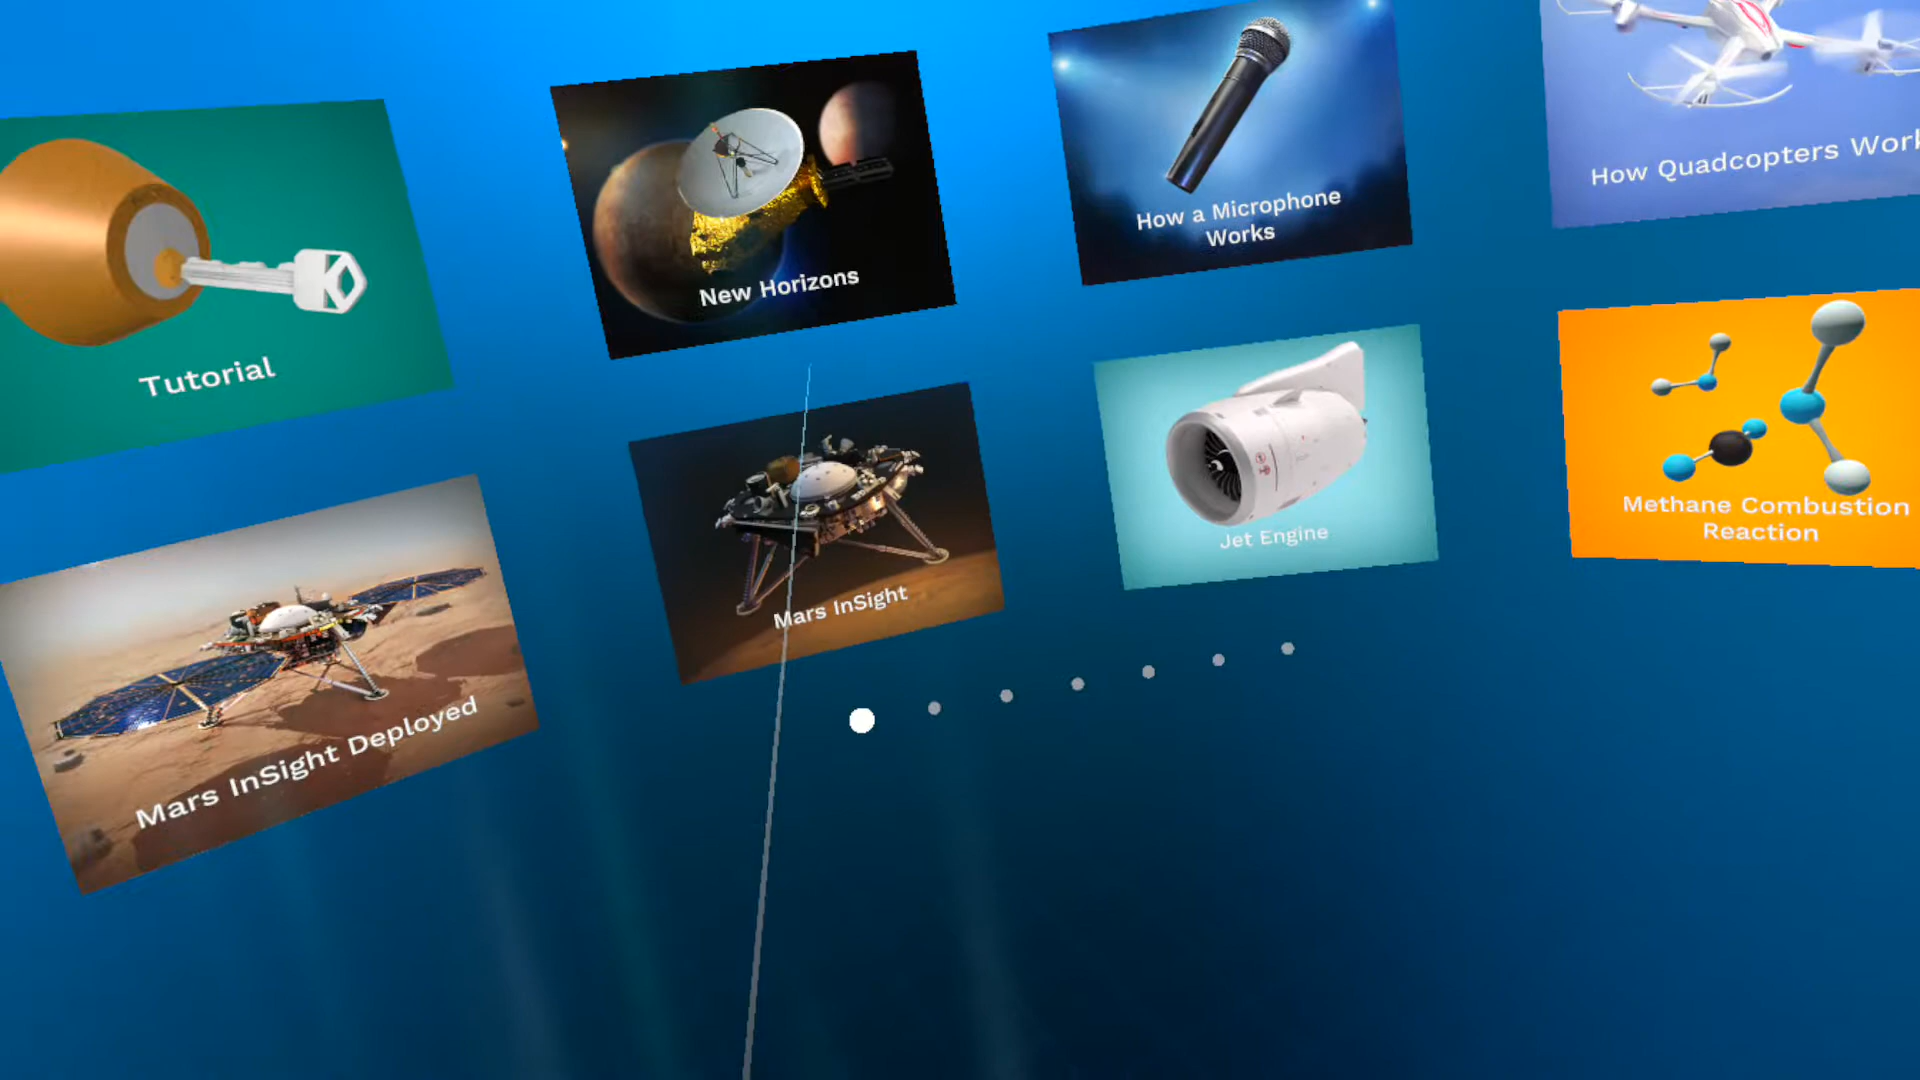 Tutorial
New Horizons
How a Microphone
Works
How Quadcopters Work
Mars InSight Deployed
Mars InSight
Jet Engine
Methane Combustion
Reaction